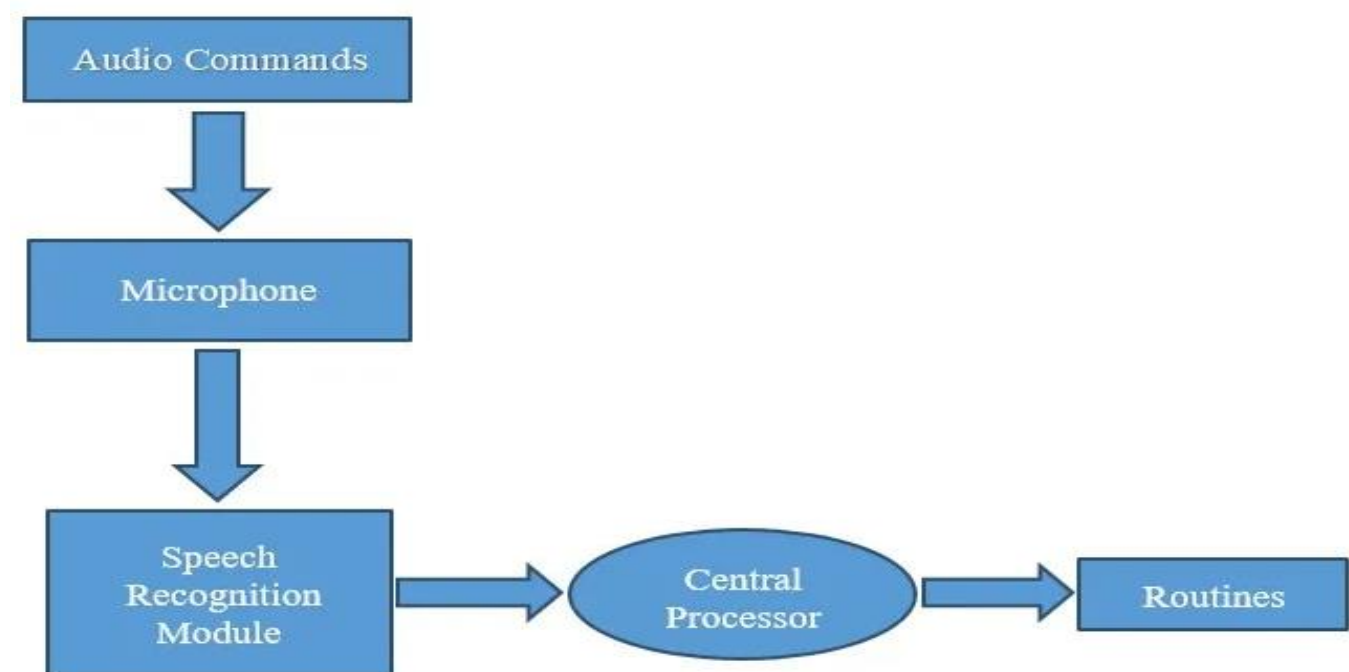 Audio Commands
Microphone
Speech
Recognition
Module
Central
Processor
Routines